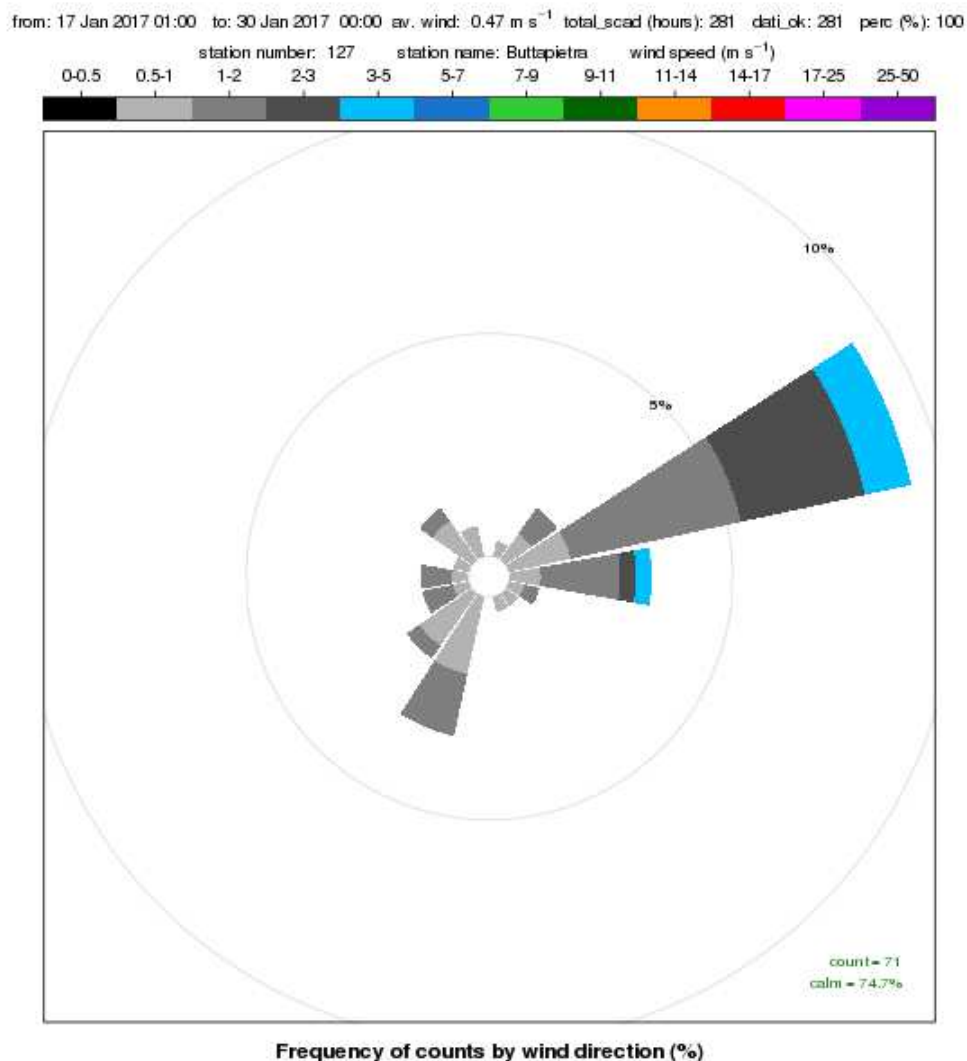 from: 17 Jan 2017 01:00 to: 30 Jan 2017 00:00 av. wind: 0.47 m s⁻¹ total_scad (hours): 281 dati_ok: 281 perc (%): 100
station number: 127 station name: Buttapietra wind speed (m s⁻¹)
0-0.5 0.5-1 1-2 2-3 3-5 5-7 7-9 9-11 11-14 14-17 17-25 25-50
10%
5%
count = 71
calm = 74.7%
Frequency of counts by wind direction (%)